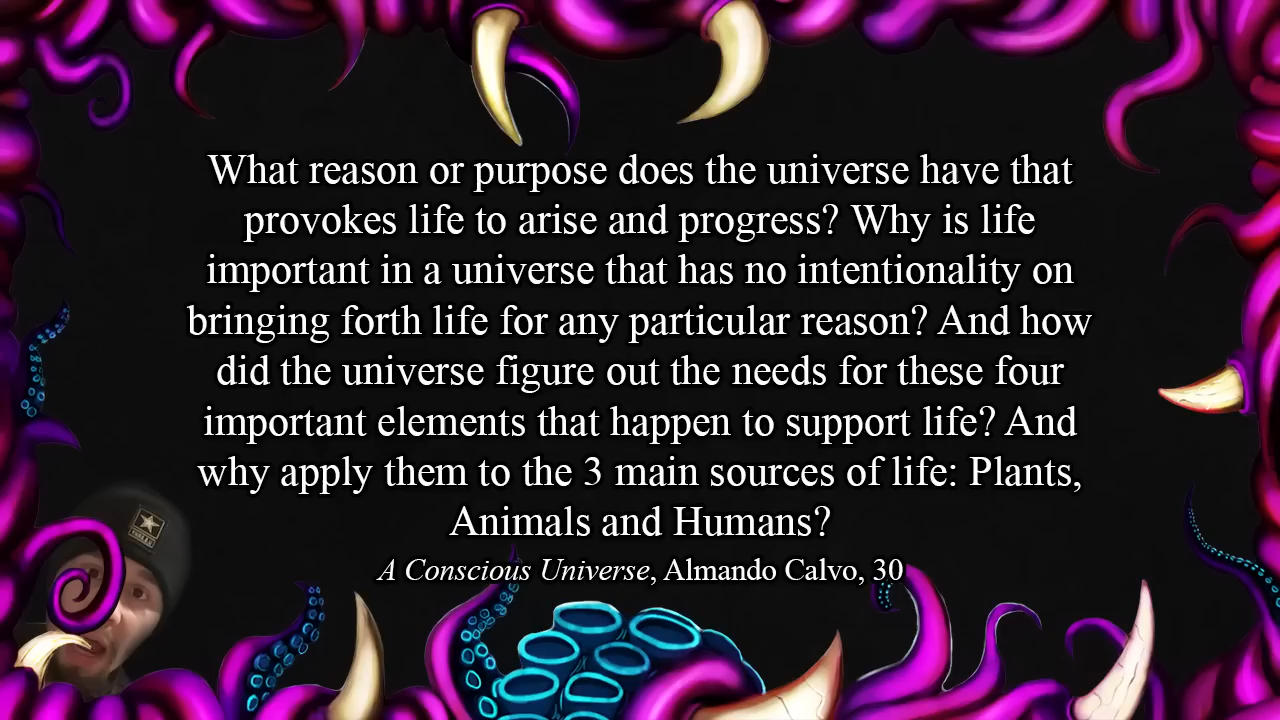 What reason or purpose does the universe have that
provokes life to arise and progress? Why is life
important in a universe that has no intentionality on
bringing forth life for any particular reason? And how
did the universe figure out the needs for these four
important elements that happen to support life? And
why apply them to the 3 main sources of life: Plants,
Animals and Humans?
A Conscious Universe, Almando Calvo, 30